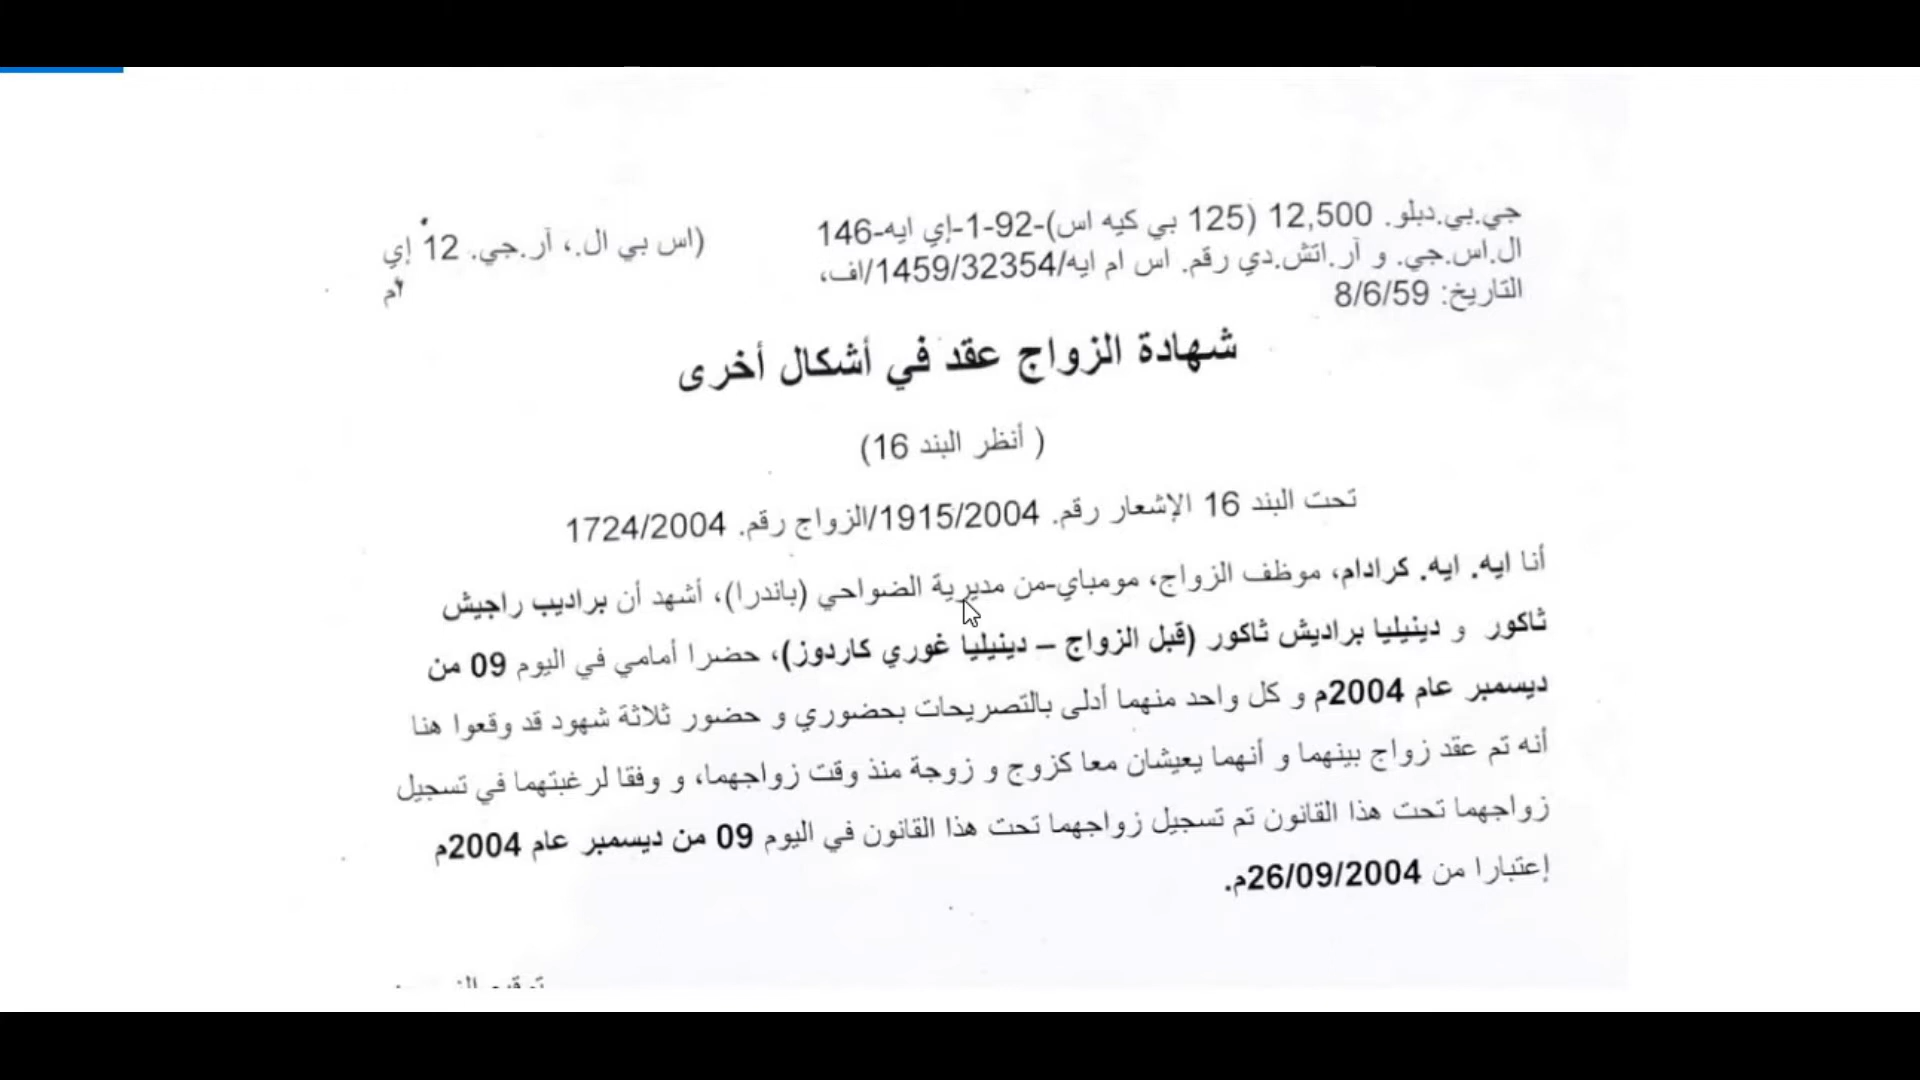 جي.بي.دبلو. 12,500 (125 بي كيه اس)-92-1-إي ايه-146
(اس بي ال.، آر.جي. 12 إي
ال.اس.جي. و آر.اتش.دي رقم. اس ام ايه/1459/32354/اف،
أم
التاريخ: 8/6/59
شهادة الزواج عقد في أشكال أخرى
( أنظر البند 16)
تحت البند 16 الإشعار رقم. 1915/2004/الزواج رقم. 1724/2004
أنا ايه. ايه. كرادام، موظف الزواج، مومباي-من مديرية الضواحي (باندرا)، أشهد أن براديب راجيش
ثاكور و دينيليا براديش ثاكور (قبل الزواج – دينيليا غوري كاردوز)، حضرا أمامي في اليوم 09 من
ديسمبر عام 2004م و كل واحد منهما أدلى بالتصريحات بحضوري و حضور ثلاثة شهود قد وقعوا هنا
أنه تم عقد زواج بينهما و أنهما يعيشان معا كزوج و زوجة منذ وقت زواجهما، و وفقا لرغبتهما في تسجيل
زواجهما تحت هذا القانون تم تسجيل زواجهما تحت هذا القانون في اليوم 09 من ديسمبر عام 2004م
إعتبارا من 26/09/2004م.